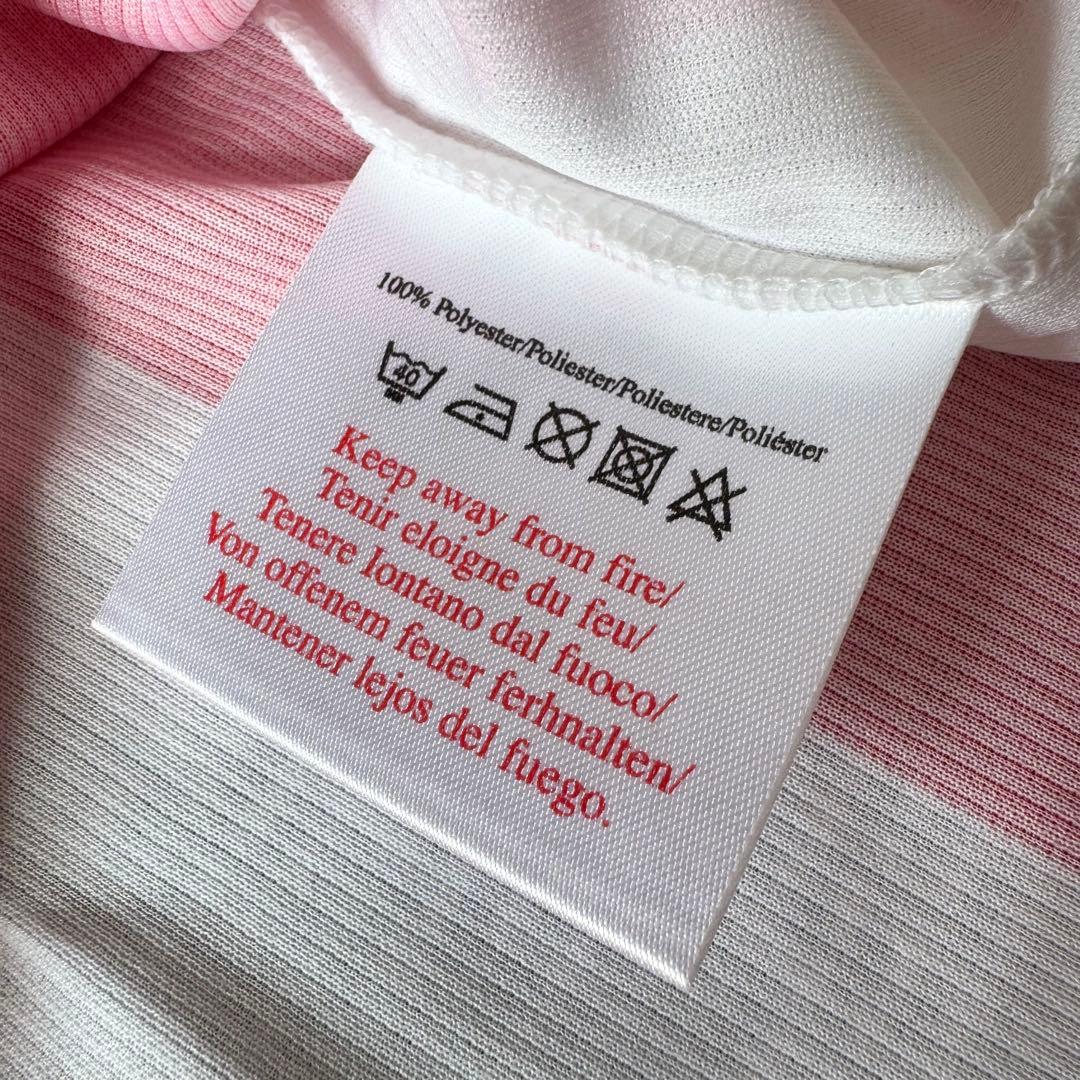 100% Polyester/Poliester/Poliestere/Poliéster
40
Keep away from fire/
Tenir eloigne du feu/
Tenere lontano dal fuoco/
Von offenem feuer ferhnalten/
Mantener lejos del fuego.